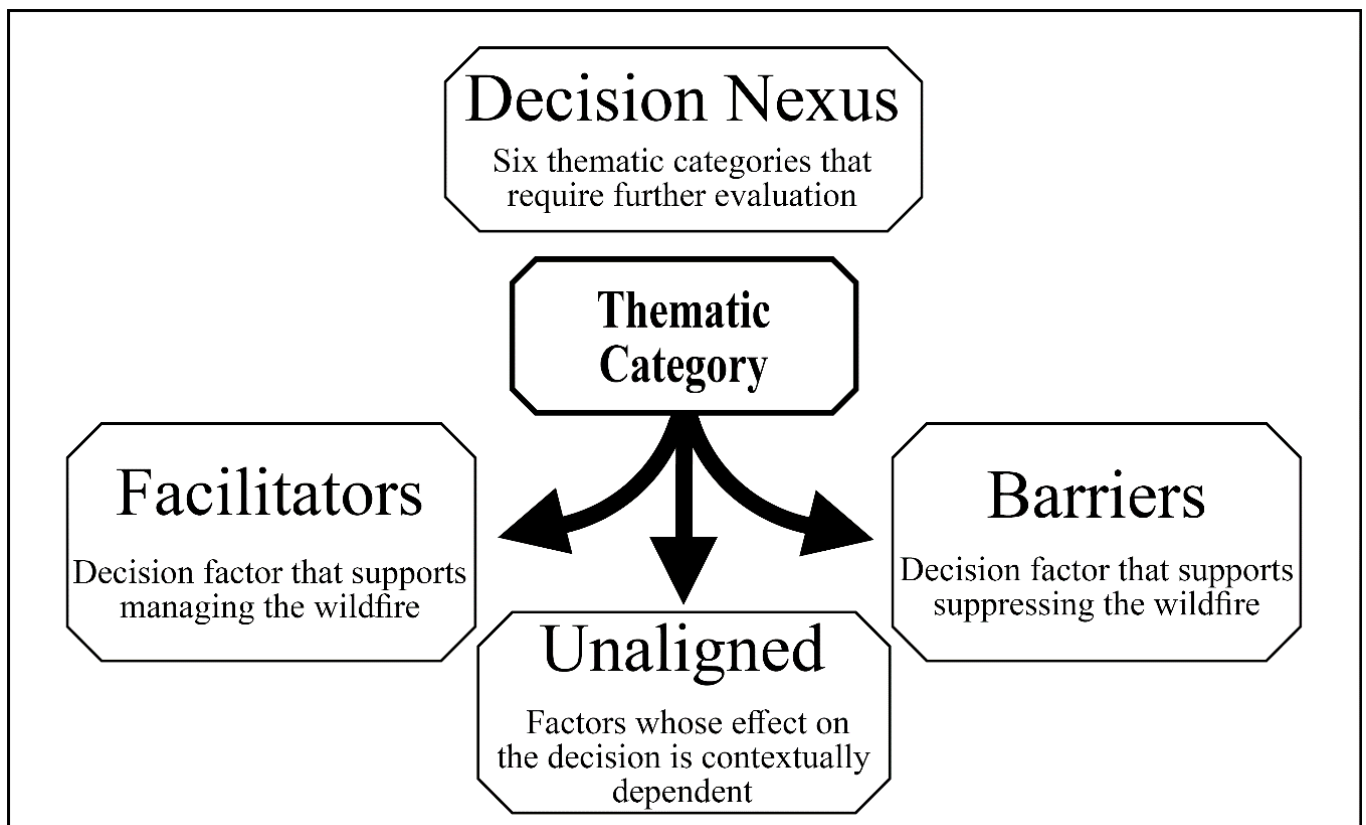 Decision Nexus
Six thematic categories that
require further evaluation
Thematic
Category
Facilitators
Decision factor that supports
managing the wildfire
Barriers
Decision factor that supports
suppressing the wildfire
Unaligned
Factors whose effect on
the decision is contextually
dependent